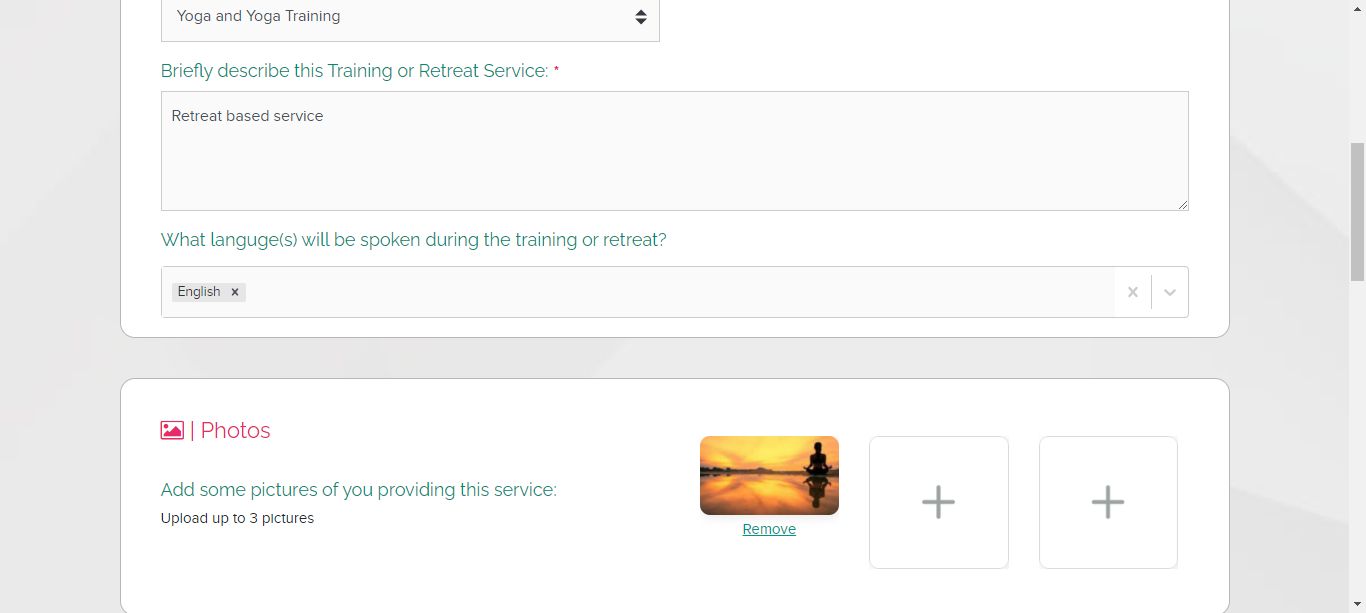 Yoga and Yoga Training
Briefly describe this Training or Retreat Service: *
Retreat based service
What languge(s) will be spoken during the training or retreat?
English x
| Photos
Add some pictures of you providing this service:
Upload up to 3 pictures
Remove